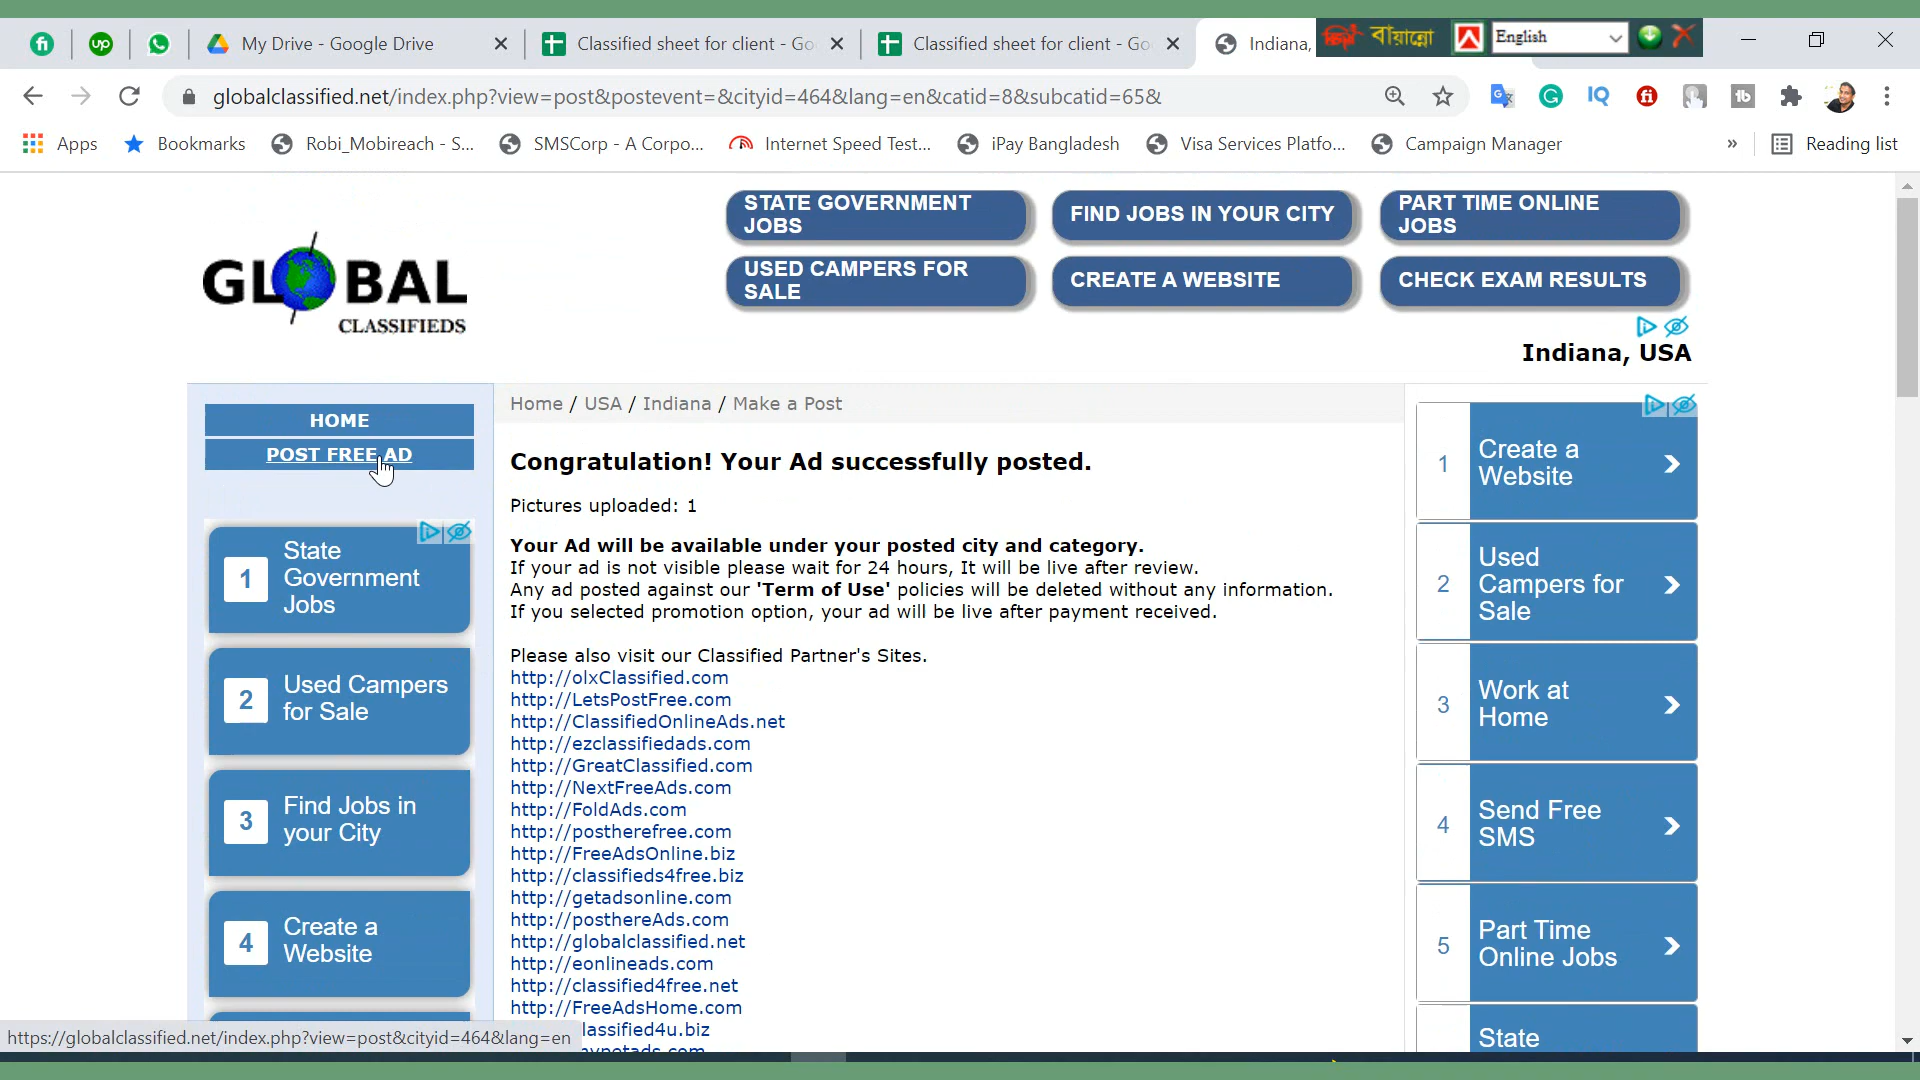 My Drive - Google Drive
Classified sheet for client - Go
Classified sheet for client - Go
Indiana,
বায়ান্নো
English
globalclassified.net/index.php?view=post&postevent=&cityid=464&lang=en&catid=8&subcatid=65&
Apps
Bookmarks
Robi_Mobireach - S...
SMSCorp - A Corpo...
Internet Speed Test...
iPay Bangladesh
Visa Services Platfo...
Campaign Manager
»
Reading list
STATE GOVERNMENT
JOBS
FIND JOBS IN YOUR CITY
PART TIME ONLINE
JOBS
USED CAMPERS FOR
SALE
CREATE A WEBSITE
CHECK EXAM RESULTS
GLOBAL
CLASSIFIEDS
Indiana, USA
HOME
POST FREE AD
1
State
Government
Jobs
2
Used Campers
for Sale
3
Find Jobs in
your City
4
Create a
Website
Home / USA / Indiana / Make a Post
Congratulation! Your Ad successfully posted.
Pictures uploaded: 1
Your Ad will be available under your posted city and category.
If your ad is not visible please wait for 24 hours, It will be live after review.
Any ad posted against our 'Term of Use' policies will be deleted without any information.
If you selected promotion option, your ad will be live after payment received.
Please also visit our Classified Partner's Sites.
http://olxClassified.com
http://LetsPostFree.com
http://ClassifiedOnlineAds.net
http://ezclassifiedads.com
http://GreatClassified.com
http://NextFreeAds.com
http://FoldAds.com
http://postherefree.com
http://FreeAdsOnline.biz
http://classifieds4free.biz
http://getadsonline.com
http://posthereAds.com
http://globalclassified.net
http://eonlineads.com
http://classified4free.net
http://FreeAdsHome.com
lassified4u.biz
1
Create a
Website
2
Used
Campers for
Sale
3
Work at
Home
4
Send Free
SMS
5
Part Time
Online Jobs
State
https://globalclassified.net/index.php?view=post&cityid=464&lang=en